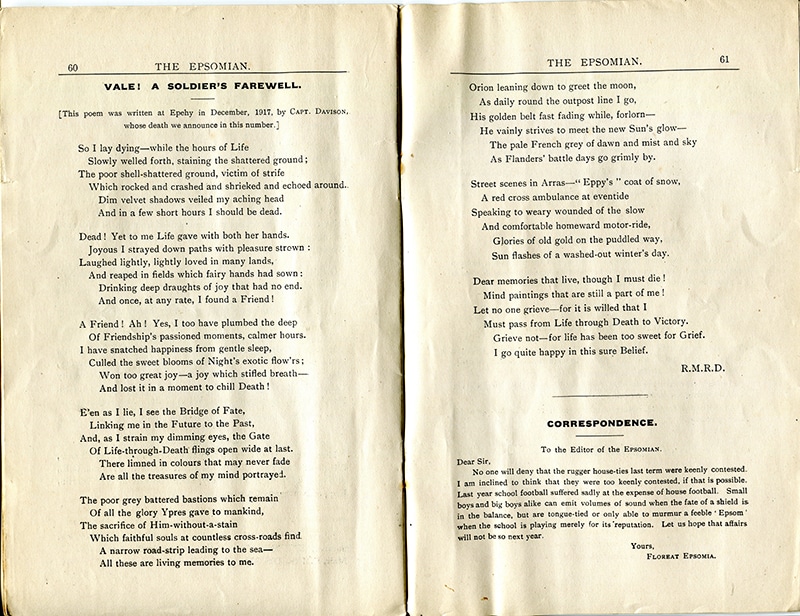 60
THE EPSOMIAN.
VALE! A SOLDIER'S FAREWELL.
[This poem was written at Epehy in December, 1917, by CAPT. DAVISON,
whose death we announce in this number.]
So I lay dying—while the hours of Life
Slowly welled forth, staining the shattered ground;
The poor shell-shattered ground, victim of strife
Which rocked and crashed and shrieked and echoed around.
Dim velvet shadows veiled my aching head
And in a few short hours I should be dead.
Dead! Yet to me Life gave with both her hands.
Joyous I strayed down paths with pleasure strown:
Laughed lightly, lightly loved in many lands,
And reaped in fields which fairy hands had sown:
Drinking deep draughts of joy that had no end.
And once, at any rate, I found a Friend!
A Friend! Ah! Yes, I too have plumbed the deep
Of Friendship's passioned moments, calmer hours.
I have snatched happiness from gentle sleep,
Culled the sweet blooms of Night's exotic flow'rs;
Won too great joy—a joy which stifled breath—
And lost it in a moment to chill Death!
E'en as I lie, I see the Bridge of Fate,
Linking me in the Future to the Past,
And, as I strain my dimming eyes, the Gate
Of Life-through-Death flings open wide at last.
There limned in colours that may never fade
Are all the treasures of my mind portrayed.
The poor grey battered bastions which remain
Of all the glory Ypres gave to mankind,
The sacrifice of Him-without-a-stain
Which faithful souls at countless cross-roads find
A narrow road-strip leading to the sea—
All these are living memories to me.
THE EPSOMIAN.
61
Orion leaning down to greet the moon,
As daily round the outpost line I go,
His golden belt fast fading while, forlorn—
He vainly strives to meet the new Sun's glow—
The pale French grey of dawn and mist and sky
As Flanders' battle days go grimly by.
Street scenes in Arras—"Eppy's" coat of snow,
A red cross ambulance at eventide
Speaking to weary wounded of the slow
And comfortable homeward motor-ride,
Glories of old gold on the puddled way,
Sun flashes of a washed-out winter's day.
Dear memories that live, though I must die!
Mind paintings that are still a part of me!
Let no one grieve—for it is willed that I
Must pass from Life through Death to Victory.
Grieve not—for life has been too sweet for Grief.
I go quite happy in this sure Belief.
R.M.R.D.
CORRESPONDENCE.
To the Editor of the EPSOMIAN.
Dear Sir,
No one will deny that the rugger house-ties last term were keenly contested.
I am inclined to think that they were too keenly contested, if that is possible.
Last year school football suffered sadly at the expense of house football. Small
boys and big boys alike can emit volumes of sound when the fate of a shield is
in the balance, but are tongue-tied or only able to murmur a feeble 'Epsom'
when the school is playing merely for its reputation. Let us hope that affairs
will not be so next year.
Yours,
FLOREAT EPSOMIA.